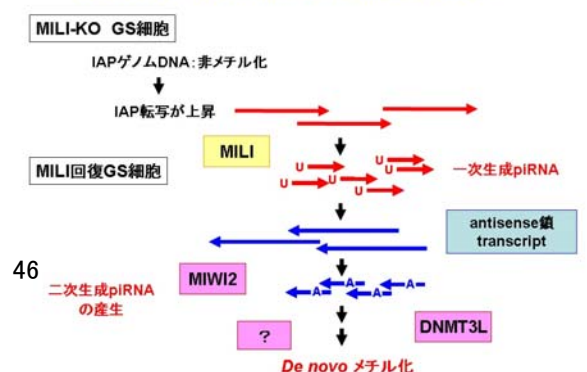 MILI-KO GS細胞
IAPゲノムDNA：非メチル化
IAP転写が上昇
MILI
MILI回復GS細胞
U
U
U
U
U
U
一次生成piRNA
antisense鎖
transcript
46
MIWI2
A
A
A
A
二次生成piRNA
の産生
?
DNMT3L
De novo メチル化